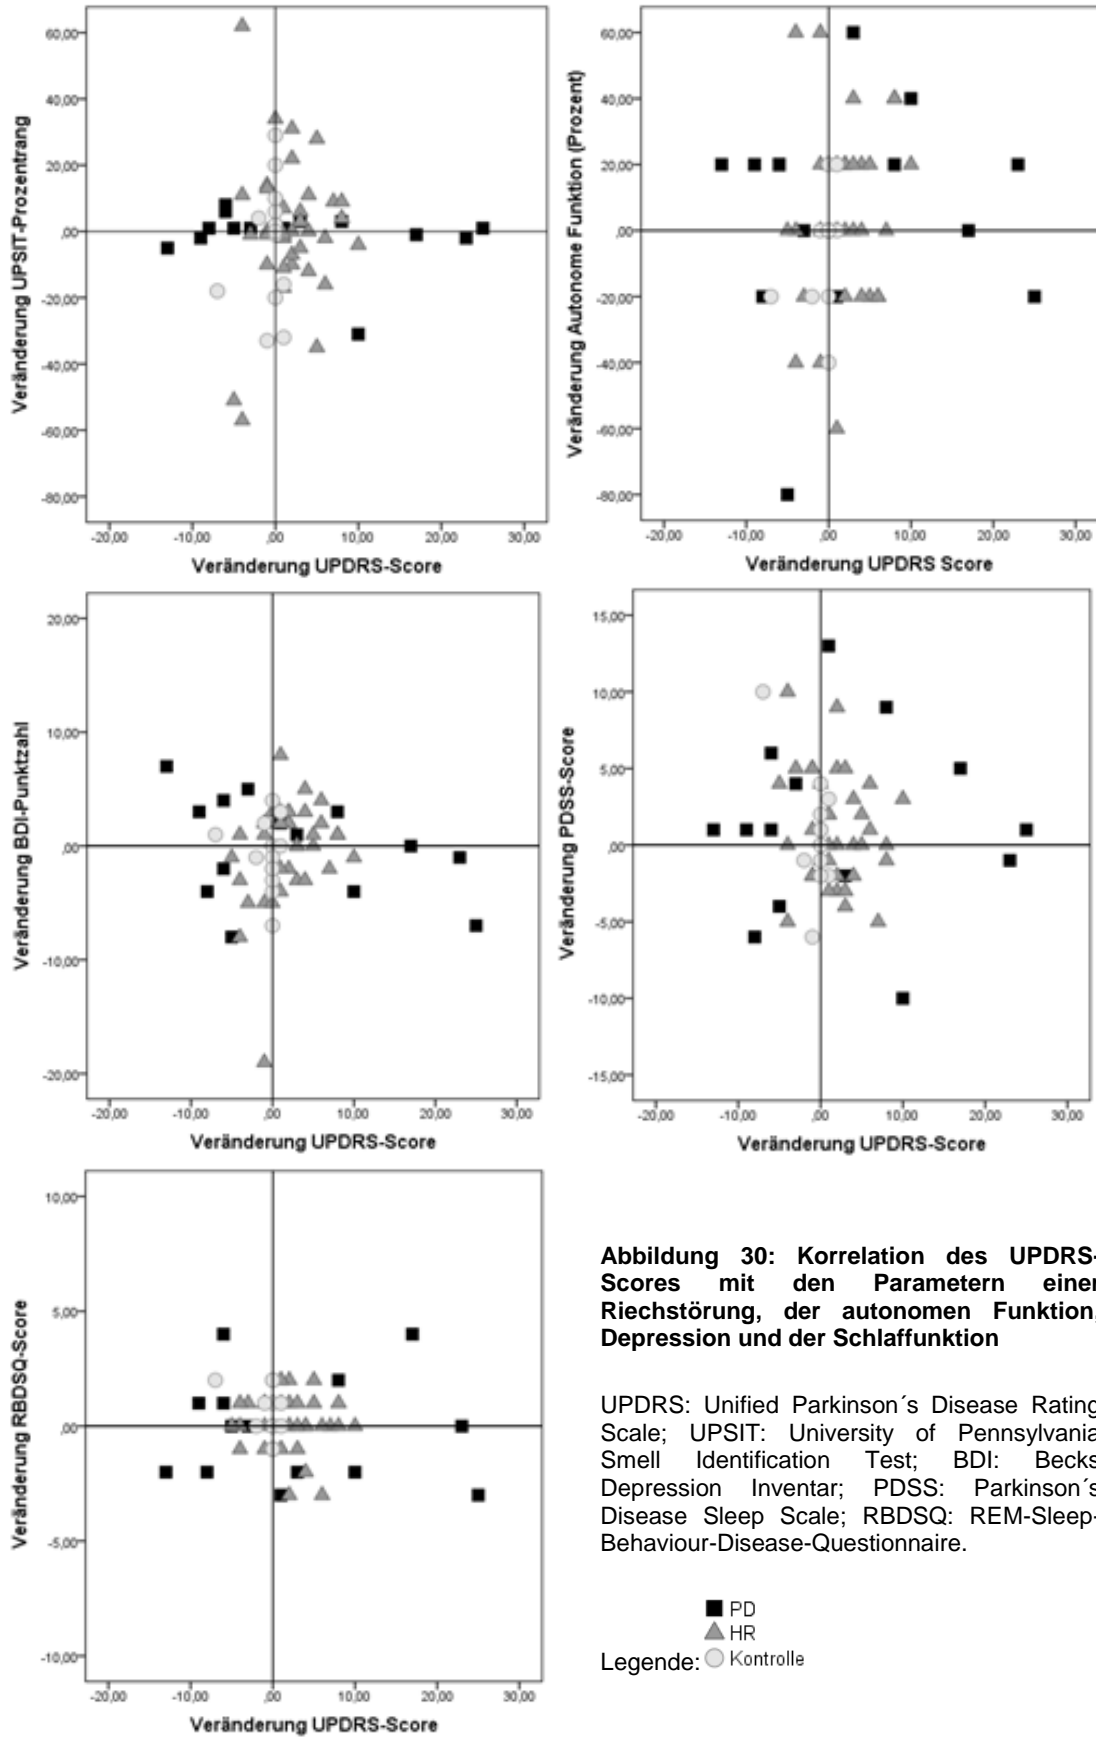 60,00
40,00
20,00
,00
-20,00
-40,00
-60,00
-80,00
-20,00 -10,00 ,00 10,00 20,00 30,00
Veränderung UPSIT-Prozentrang
Veränderung UPDRS-Score
60,00
40,00
20,00
,00
-20,00
-40,00
-60,00
-80,00
-20,00 -10,00 ,00 10,00 20,00 30,00
Veränderung Autonome Funktion (Prozent)
Veränderung UPDRS Score
20,00
10,00
,00
-10,00
-20,00
-20,00 -10,00 ,00 10,00 20,00 30,00
Veränderung BDI-Punktzahl
Veränderung UPDRS-Score
15,00
10,00
5,00
,00
-5,00
-10,00
-15,00
-20,00 -10,00 ,00 10,00 20,00 30,00
Veränderung PDSS-Score
Veränderung UPDRS-Score
10,00
5,00
,00
-5,00
-10,00
-20,00 -10,00 ,00 10,00 20,00 30,00
Veränderung RBDSQ-Score
Veränderung UPDRS-Score
Abbildung 30: Korrelation des UPDRS-
Scores mit den Parametern einer
Riechstörung, der autonomen Funktion,
Depression und der Schlaffunktion
UPDRS: Unified Parkinson´s Disease Rating
Scale; UPSIT: University of Pennsylvania
Smell Identification Test; BDI: Becks
Depression Inventar; PDSS: Parkinson´s
Disease Sleep Scale; RBDSQ: REM-Sleep-
Behaviour-Disease-Questionnaire.
PD
HR
Legende: Kontrolle